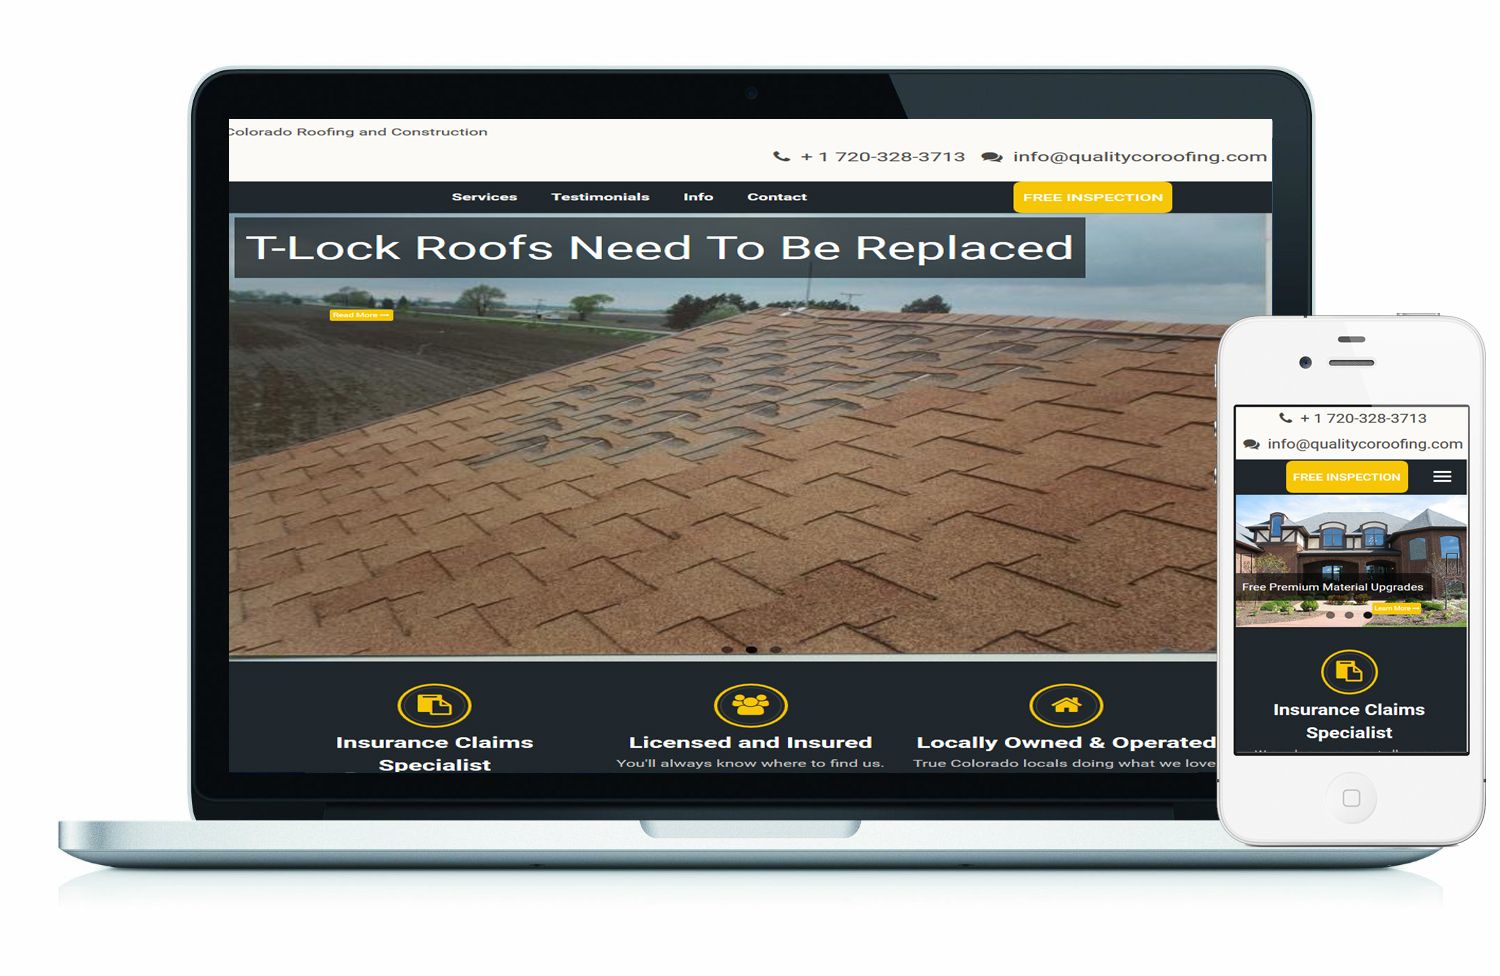 Colorado Roofing and Construction
+ 1 720-328-3713 info@qualitycoroofing.com
Services Testimonials Info Contact FREE INSPECTION
T-Lock Roofs Need To Be Replaced
Read More
Insurance Claims
Specialist
Licensed and Insured
You'll always know where to find us.
Locally Owned & Operated
True Colorado locals doing what we love
+ 1 720-328-3713
info@qualitycoroofing.com
FREE INSPECTION
Free Premium Material Upgrades
Learn More
Insurance Claims
Specialist